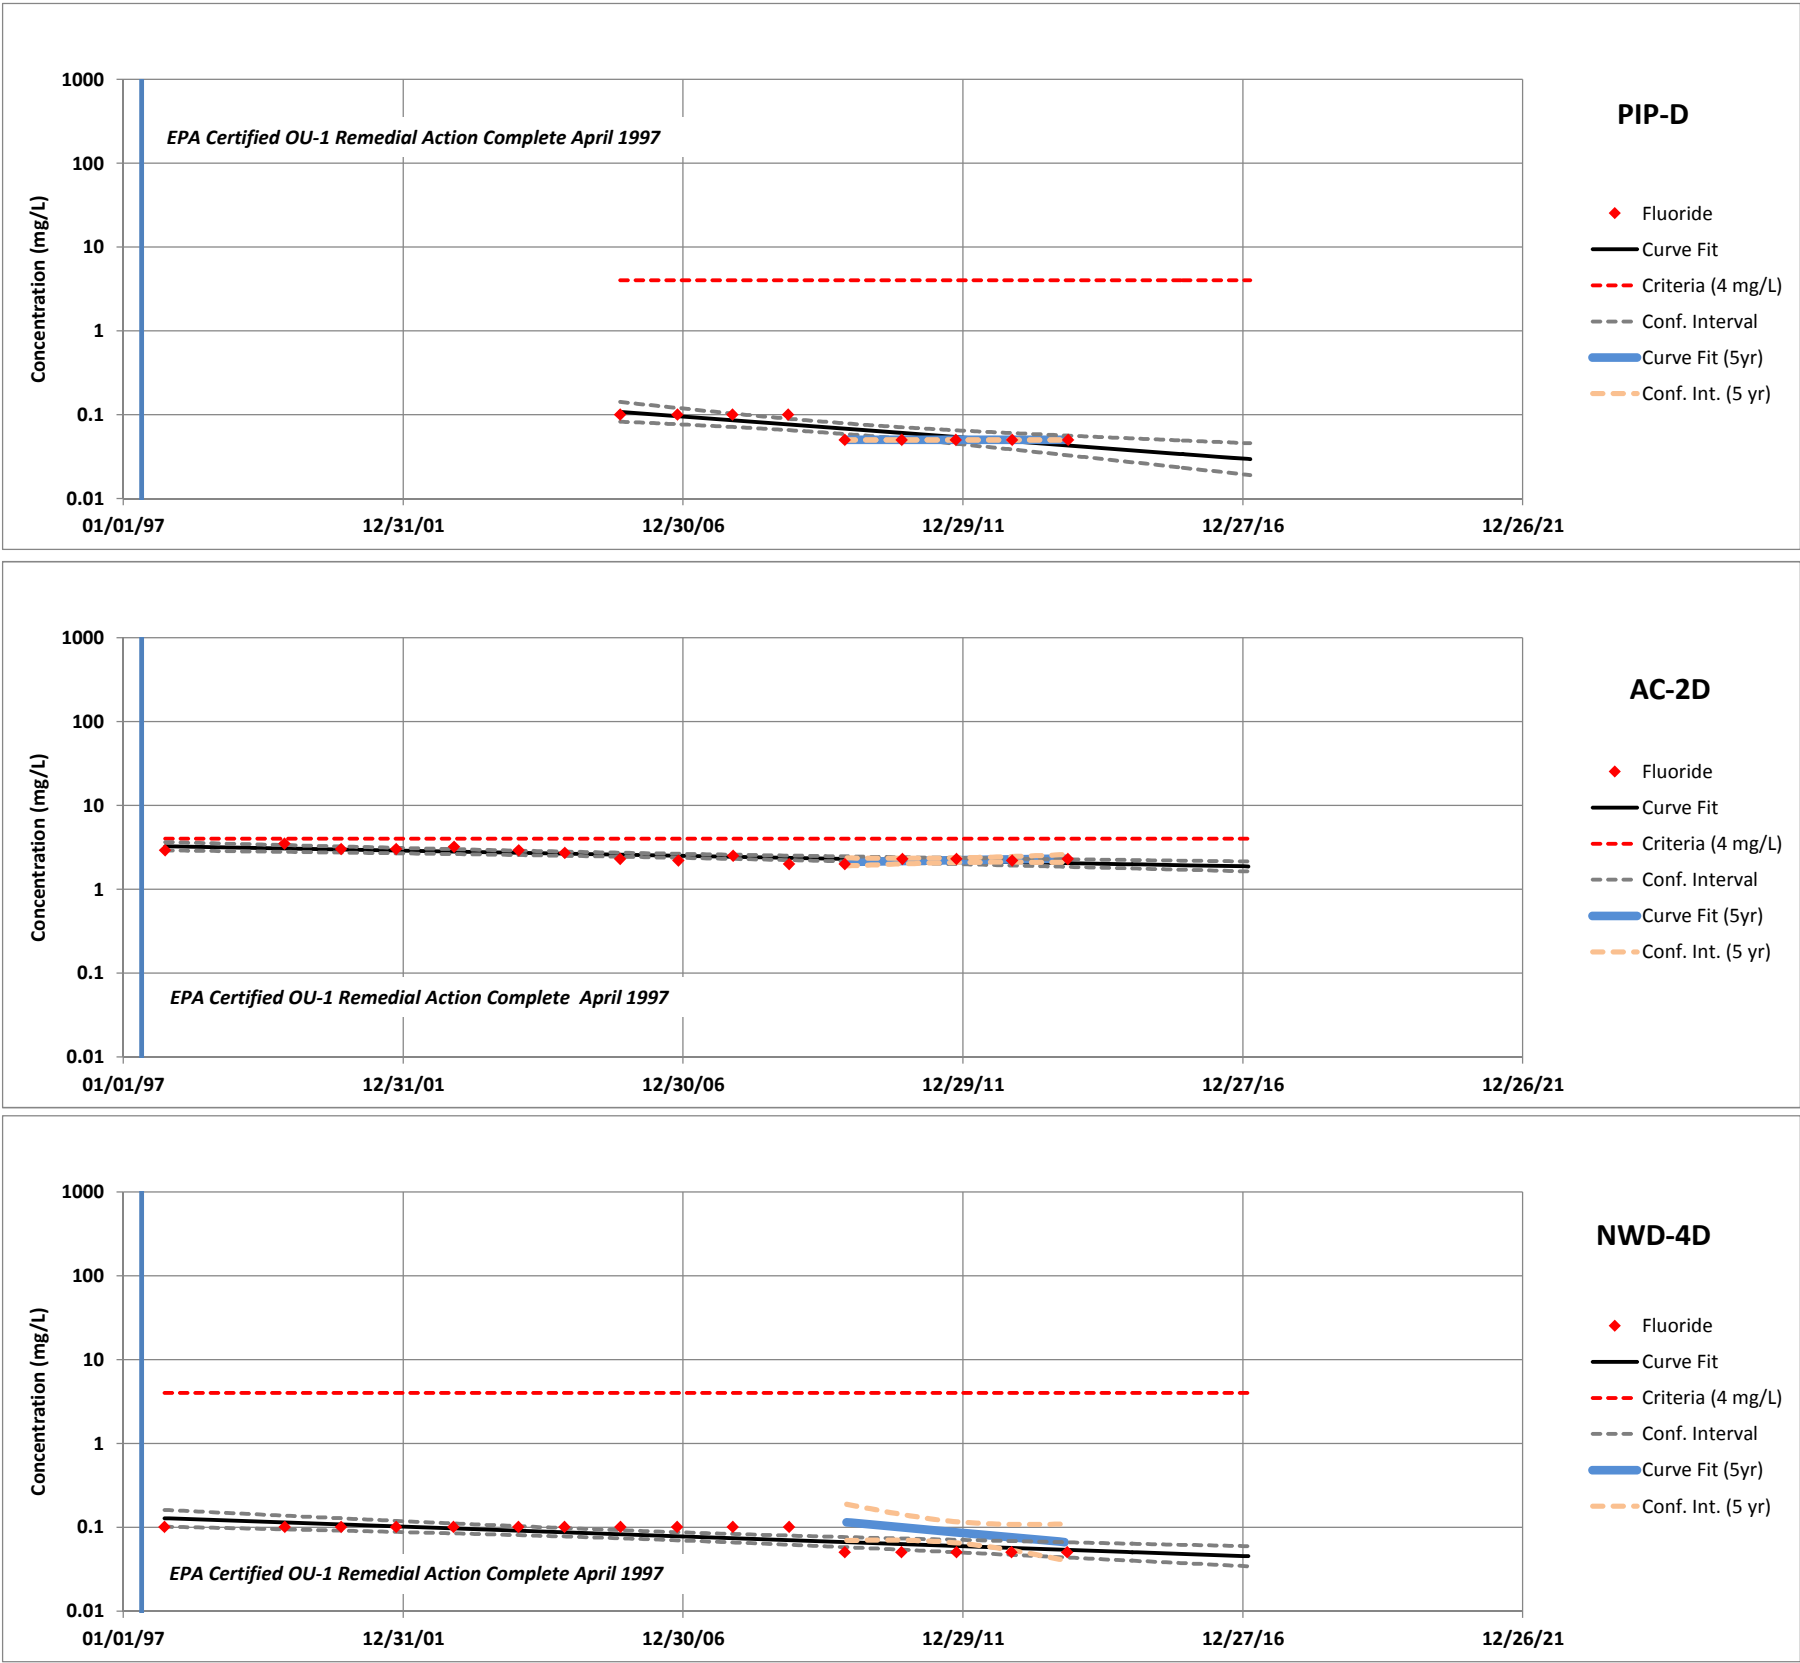 PIP-D
EPA Certified OU-1 Remedial Action Complete April 1997
Concentration (mg/L)
1000
100
10
1
0.1
0.01
01/01/97 12/31/01 12/30/06 12/29/11 12/27/16 12/26/21
Fluoride
Curve Fit
Criteria (4 mg/L)
Conf. Interval
Curve Fit (5yr)
Conf. Int. (5 yr)
AC-2D
Concentration (mg/L)
1000
100
10
1
0.1
0.01
EPA Certified OU-1 Remedial Action Complete  April 1997
01/01/97 12/31/01 12/30/06 12/29/11 12/27/16 12/26/21
Fluoride
Curve Fit
Criteria (4 mg/L)
Conf. Interval
Curve Fit (5yr)
Conf. Int. (5 yr)
NWD-4D
Concentration (mg/L)
1000
100
10
1
0.1
0.01
EPA Certified OU-1 Remedial Action Complete April 1997
01/01/97 12/31/01 12/30/06 12/29/11 12/27/16 12/26/21
Fluoride
Curve Fit
Criteria (4 mg/L)
Conf. Interval
Curve Fit (5yr)
Conf. Int. (5 yr)